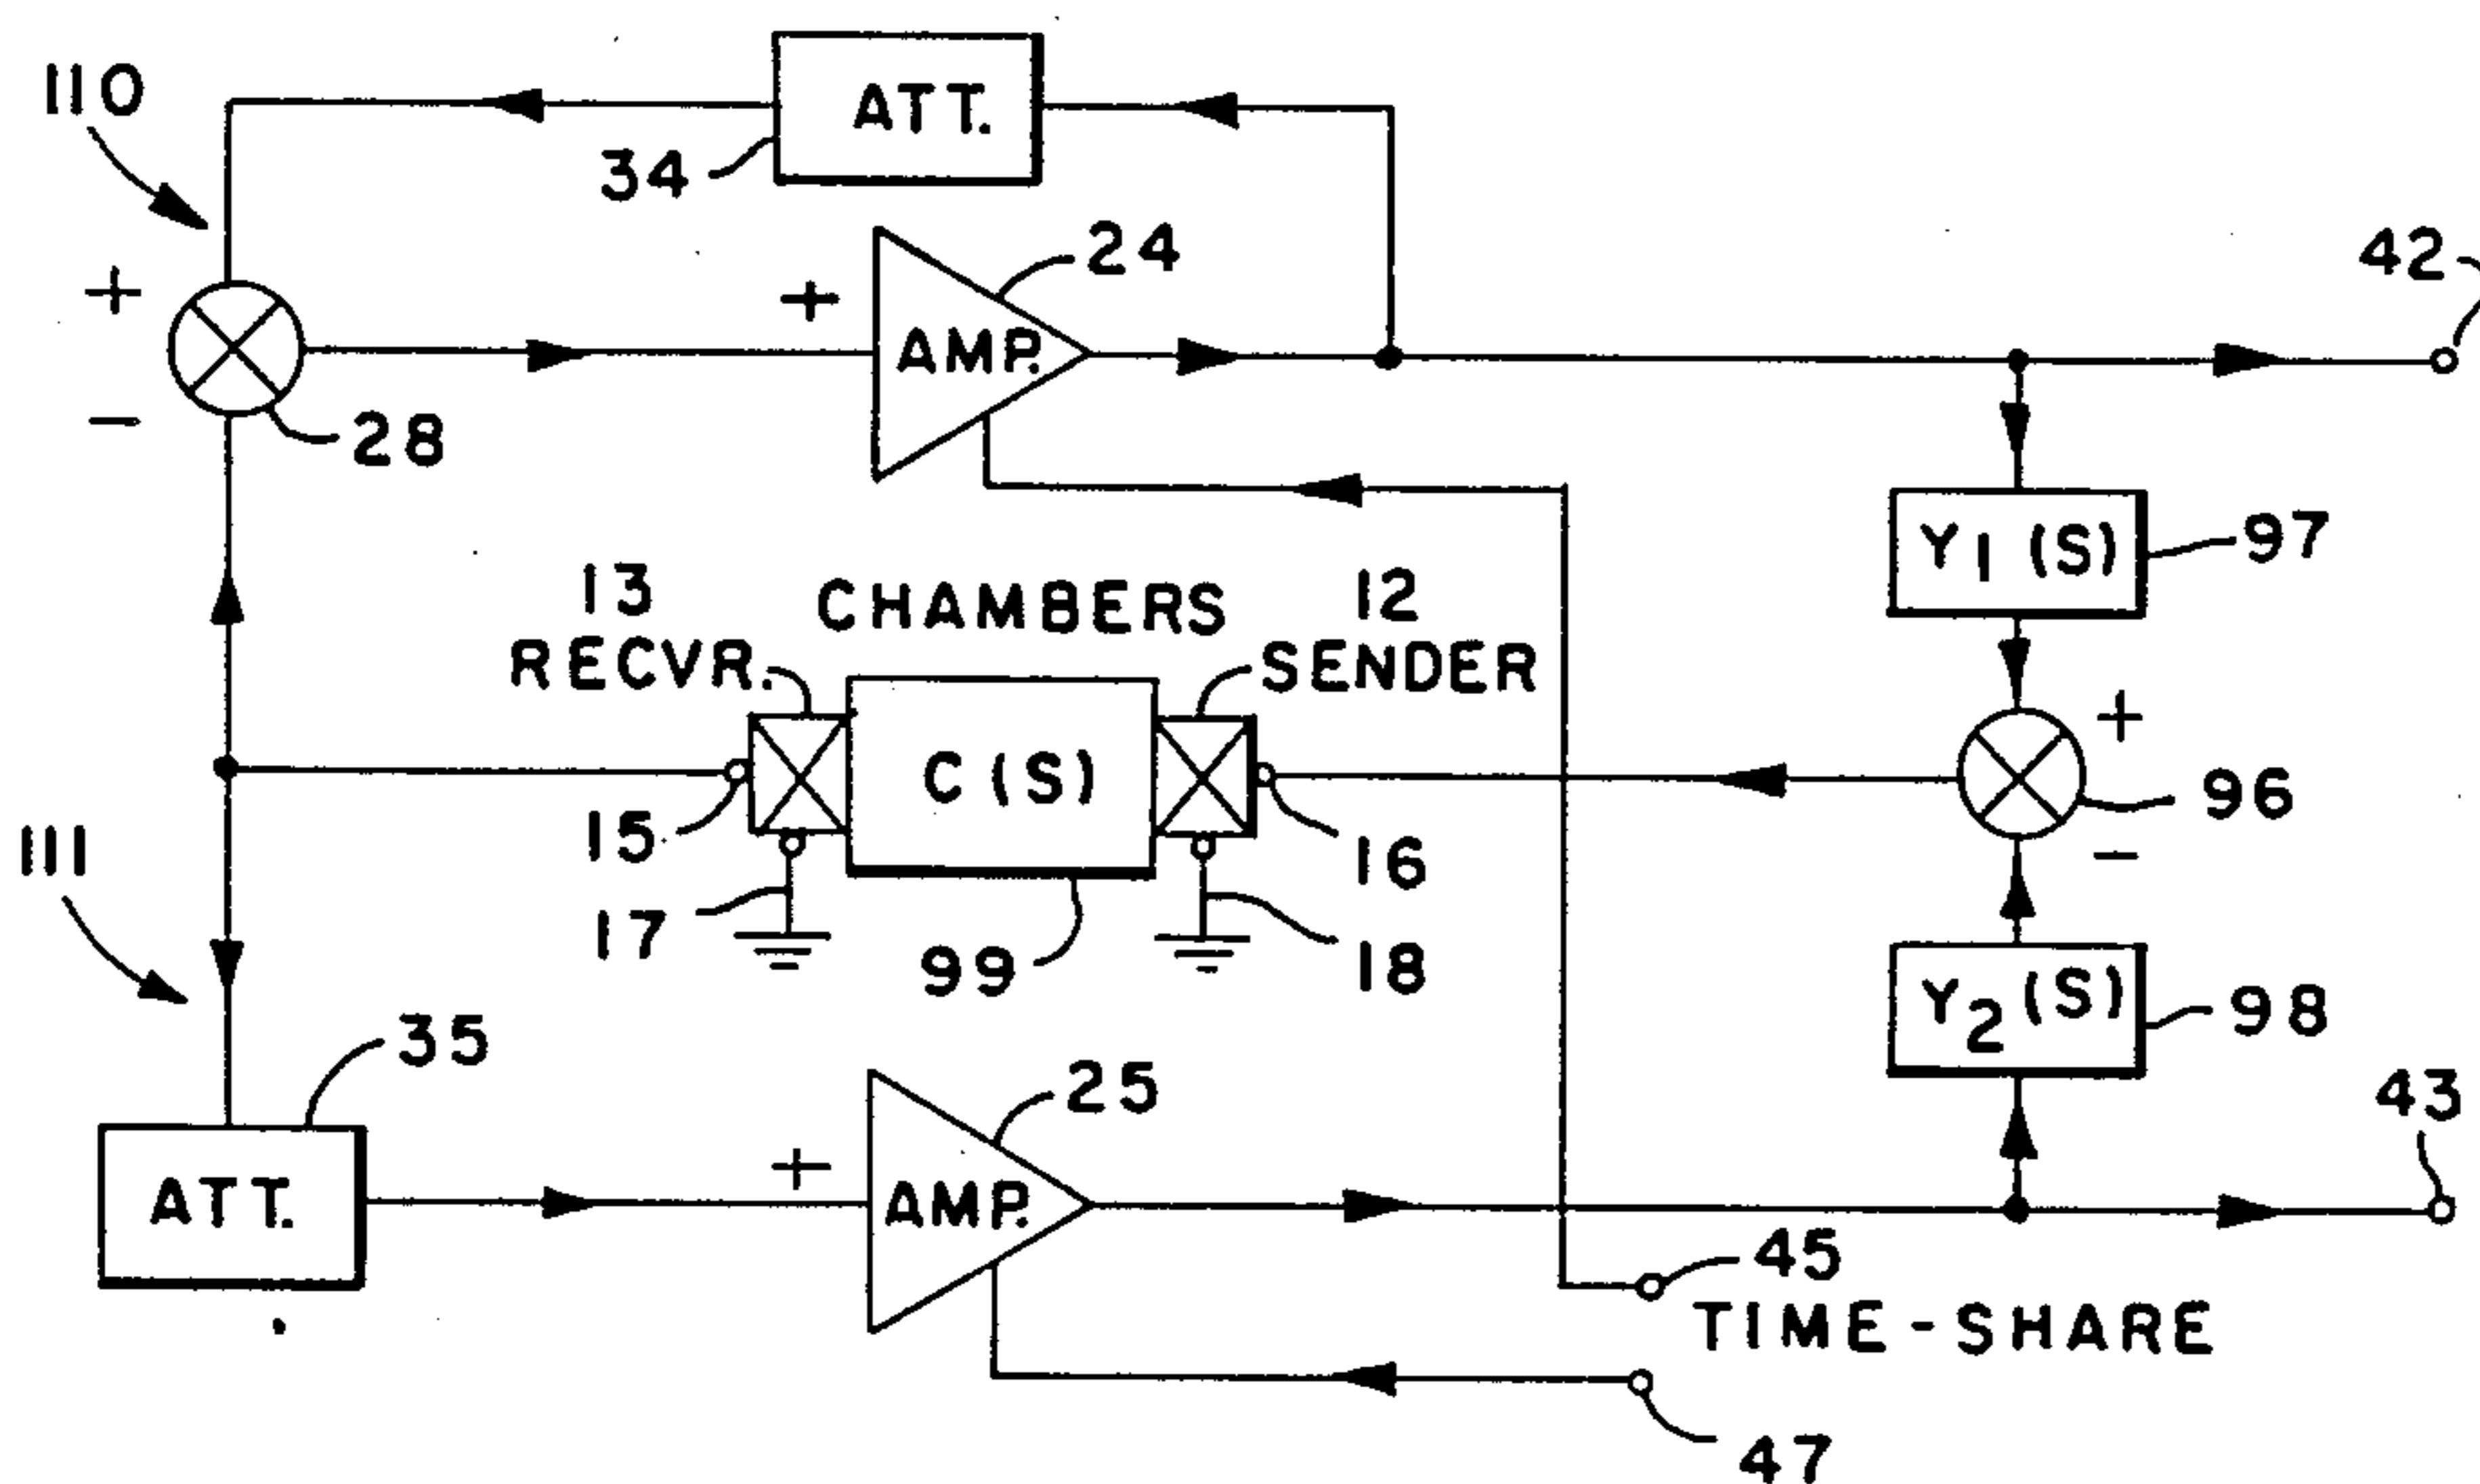 110
ATT.
34
+
24
42
+
AMP.
−
28
Y1 (S)
97
13
RECVR.
CHAMBERS
12
SENDER
+
C (S)
96
15
16
−
111
17
99
18
Y2 (S)
98
35
25
43
+
ATT.
AMP.
45
TIME-SHARE
47